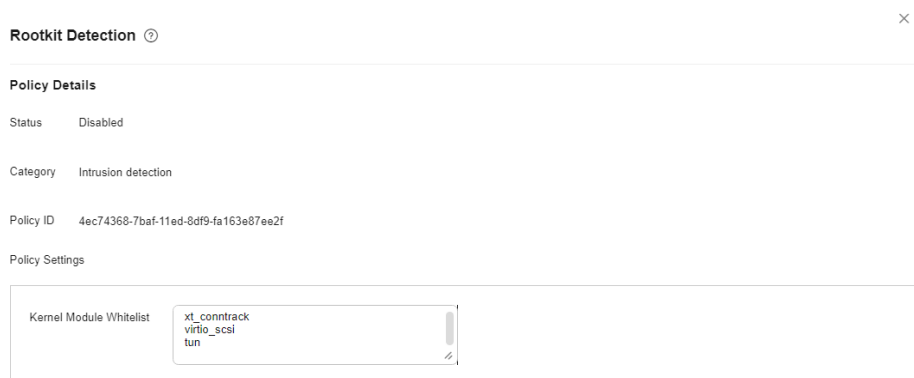 Rootkit Detection
Policy Details
Status Disabled
Category Intrusion detection
Policy ID 4ec74368-7baf-11ed-8df9-fa163e87ee2f
Policy Settings
Kernel Module Whitelist xt_conntrack
virtio_scsi
tun